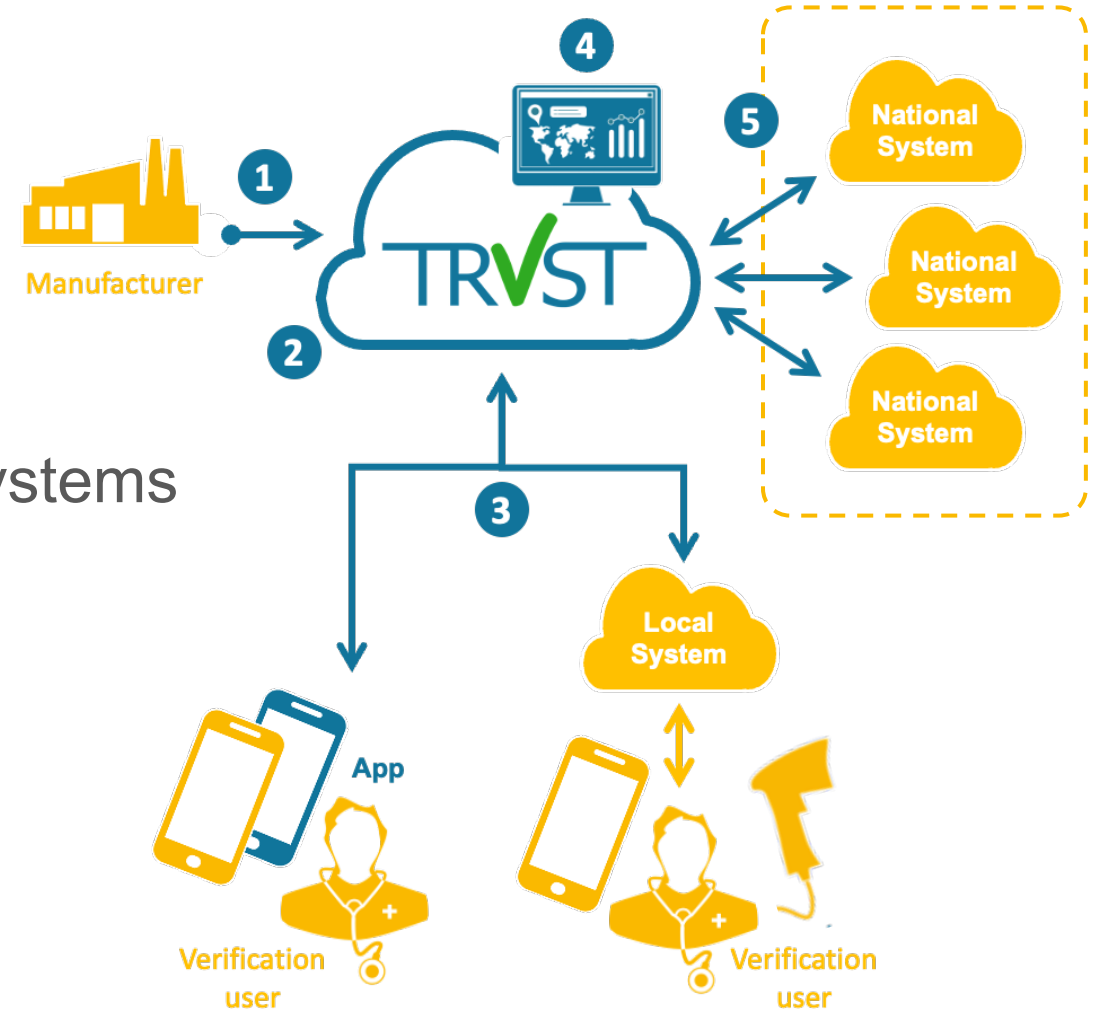 4
5
National
System
1
TRVST
National
System
Manufacturer
2
National
System
ystems
3
Local
System
App
Verification
user
Verification
user